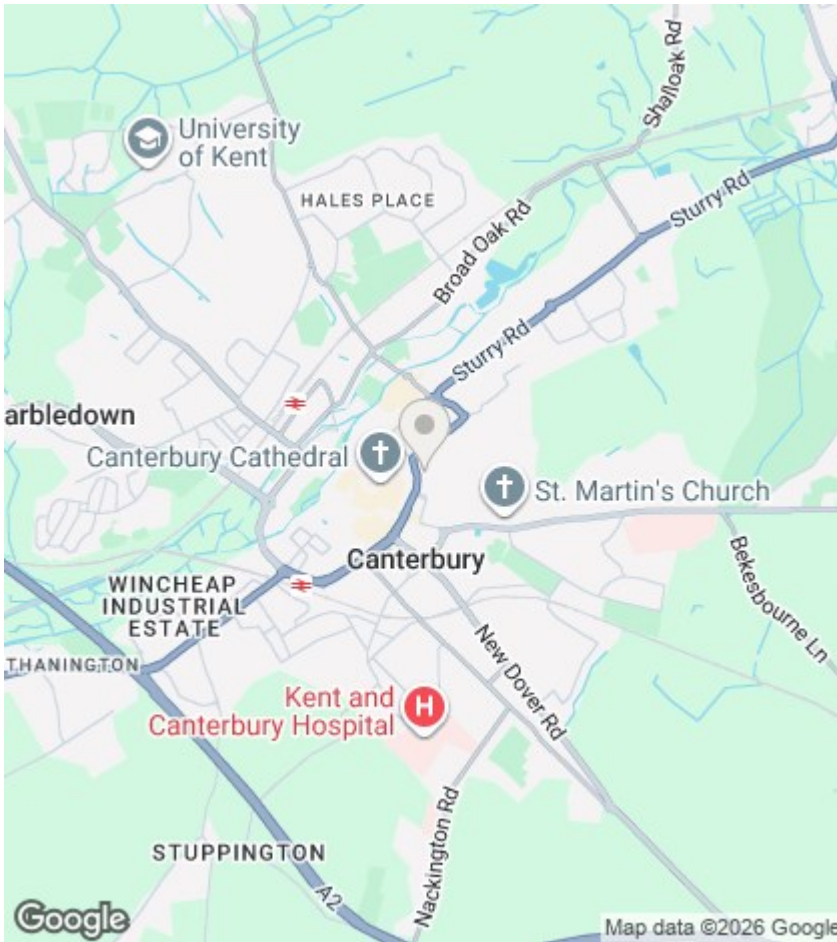 Shalloak Rd
University
of Kent
HALES PLACE
Sturry Rd
Broad Oak Rd
Sturry Rd
arbledown
Canterbury Cathedral
St. Martin's Church
Canterbury
WINCHEAP
INDUSTRIAL
ESTATE
Bekesbourne Ln
THANINGTON
New Dover Rd
Kent and
Canterbury Hospital
H
STUPPINGTON
Nackington Rd
A2
Google
Map data ©2026 Google